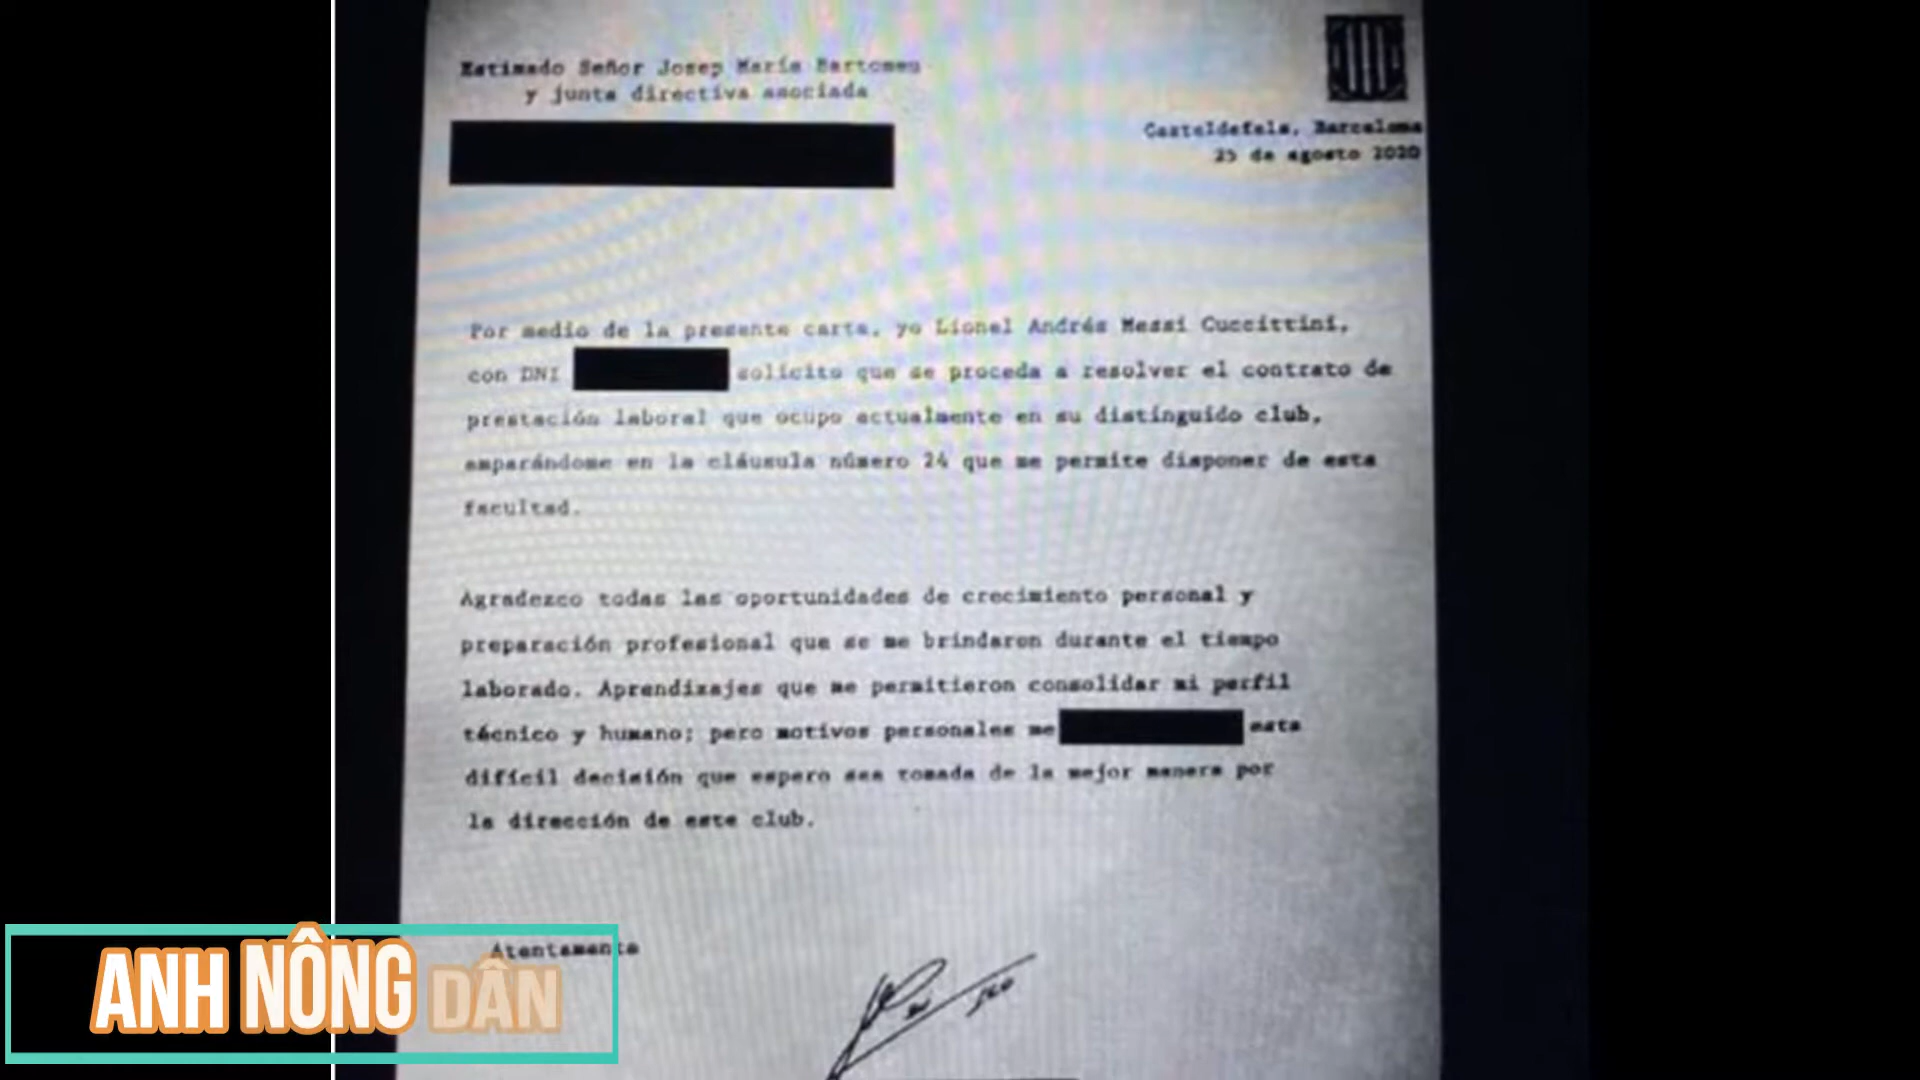 Estimado Señor Josep María Bartomeu
y junta directiva asociada
Casteldefels, Barcelona
25 de agosto 2020
Por medio de la presente carta, yo Lionel Andrés Messi Cuccittini,
con DNI solicito que se proceda a resolver el contrato de
prestación laboral que ocupo actualmente en su distinguido club,
amparándome en la cláusula número 24 que me permite disponer de esta
facultad.
Agradezco todas las oportunidades de crecimiento personal y
preparación profesional que se me brindaron durante el tiempo
laborado. Aprendizajes que me permitieron consolidar mi perfil
técnico y humano; pero motivos personales me esta
difícil decisión que espero sea tomada de la mejor manera por
la dirección de este club.
Atentamente
ANH NÔNG DÂN